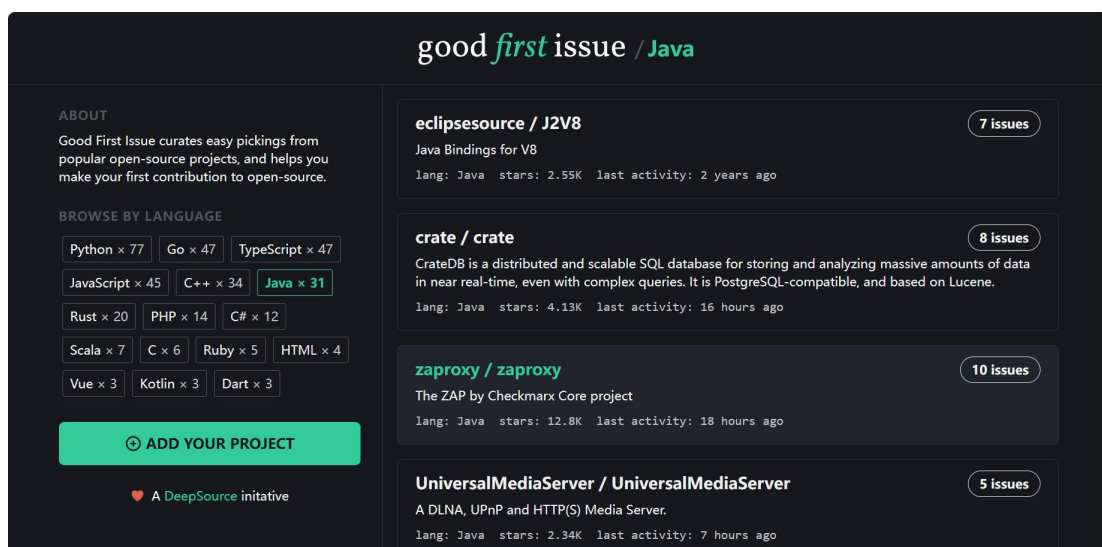 good first issue / Java
ABOUT
Good First Issue curates easy pickings from
popular open-source projects, and helps you
make your first contribution to open-source.
BROWSE BY LANGUAGE
Python × 77 Go × 47 TypeScript × 47
JavaScript × 45 C++ × 34 Java × 31
Rust × 20 PHP × 14 C# × 12
Scala × 7 C × 6 Ruby × 5 HTML × 4
Vue × 3 Kotlin × 3 Dart × 3
ADD YOUR PROJECT
A DeepSource initative
eclipsesource / J2V8 7 issues
Java Bindings for V8
lang: Java stars: 2.55K last activity: 2 years ago
crate / crate 8 issues
CrateDB is a distributed and scalable SQL database for storing and analyzing massive amounts of data
in near real-time, even with complex queries. It is PostgreSQL-compatible, and based on Lucene.
lang: Java stars: 4.13K last activity: 16 hours ago
zaproxy / zaproxy 10 issues
The ZAP by Checkmarx Core project
lang: Java stars: 12.8K last activity: 18 hours ago
UniversalMediaServer / UniversalMediaServer 5 issues
A DLNA, UPnP and HTTP(S) Media Server.
lang: Java stars: 2.34K last activity: 7 hours ago